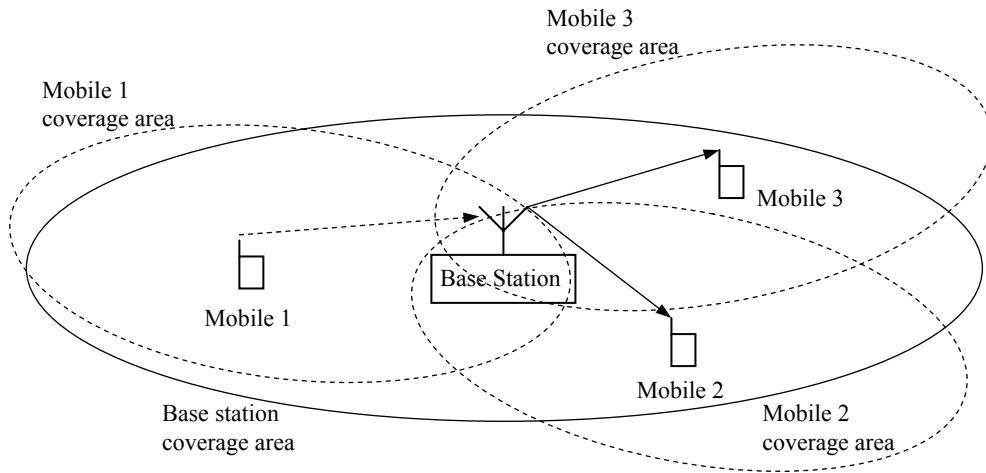 Mobile 3
coverage area
Mobile 1
coverage area
Mobile 3
Base Station
Mobile 1
Mobile 2
Base station
coverage area
Mobile 2
coverage area